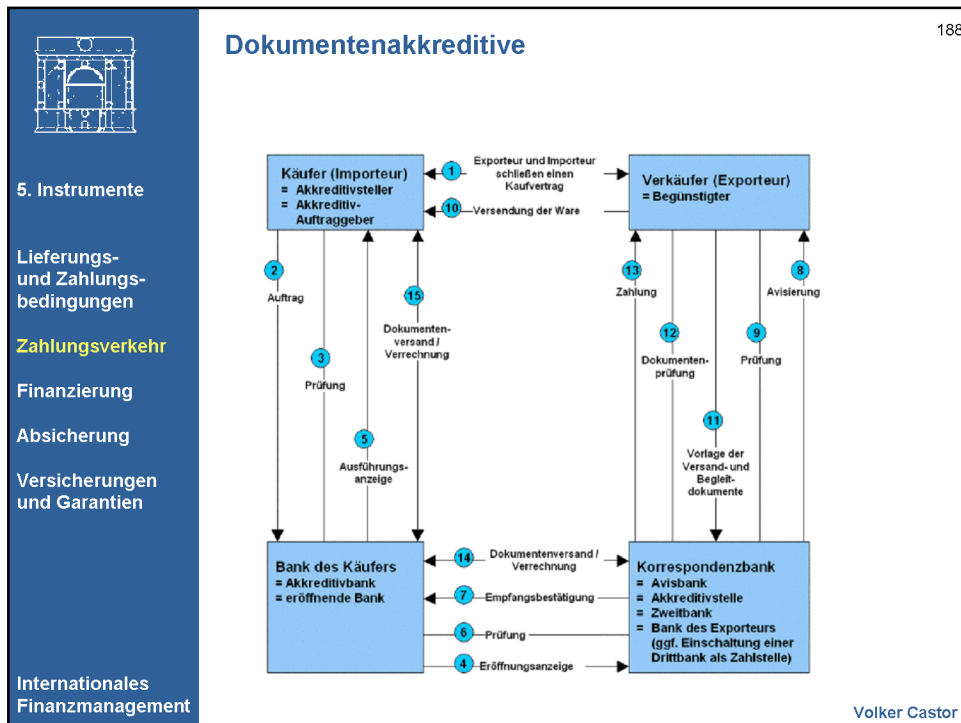 Dokumentenakkreditive
188
5. Instrumente
Lieferungs-
und Zahlungs-
bedingungen
Zahlungsverkehr
Finanzierung
Absicherung
Versicherungen
und Garantien
Internationales
Finanzmanagement
Käufer (Importeur)
= Akkreditivsteller
= Akkreditiv-
Auftraggeber
1
Exporteur und Importeur
schließen einen
Kaufvertrag
10
Versendung der Ware
Verkäufer (Exporteur)
= Begünstigter
2
Auftrag
3
Prüfung
5
Ausführungs-
anzeige
15
Dokumenten-
versand /
Verrechnung
13
Zahlung
12
Dokumenten-
prüfung
11
Vorlage der
Versand- und
Begleit-
dokumente
9
Prüfung
8
Avisierung
Bank des Käufers
= Akkreditivbank
= eröffnende Bank
14
Dokumentenversand /
Verrechnung
7
Empfangsbestätigung
6
Prüfung
4
Eröffnungsanzeige
Korrespondenzbank
= Avisbank
= Akkreditivstelle
= Zweitbank
= Bank des Exporteurs
(ggf. Einschaltung einer
Drittbank als Zahlstelle)
Volker Castor